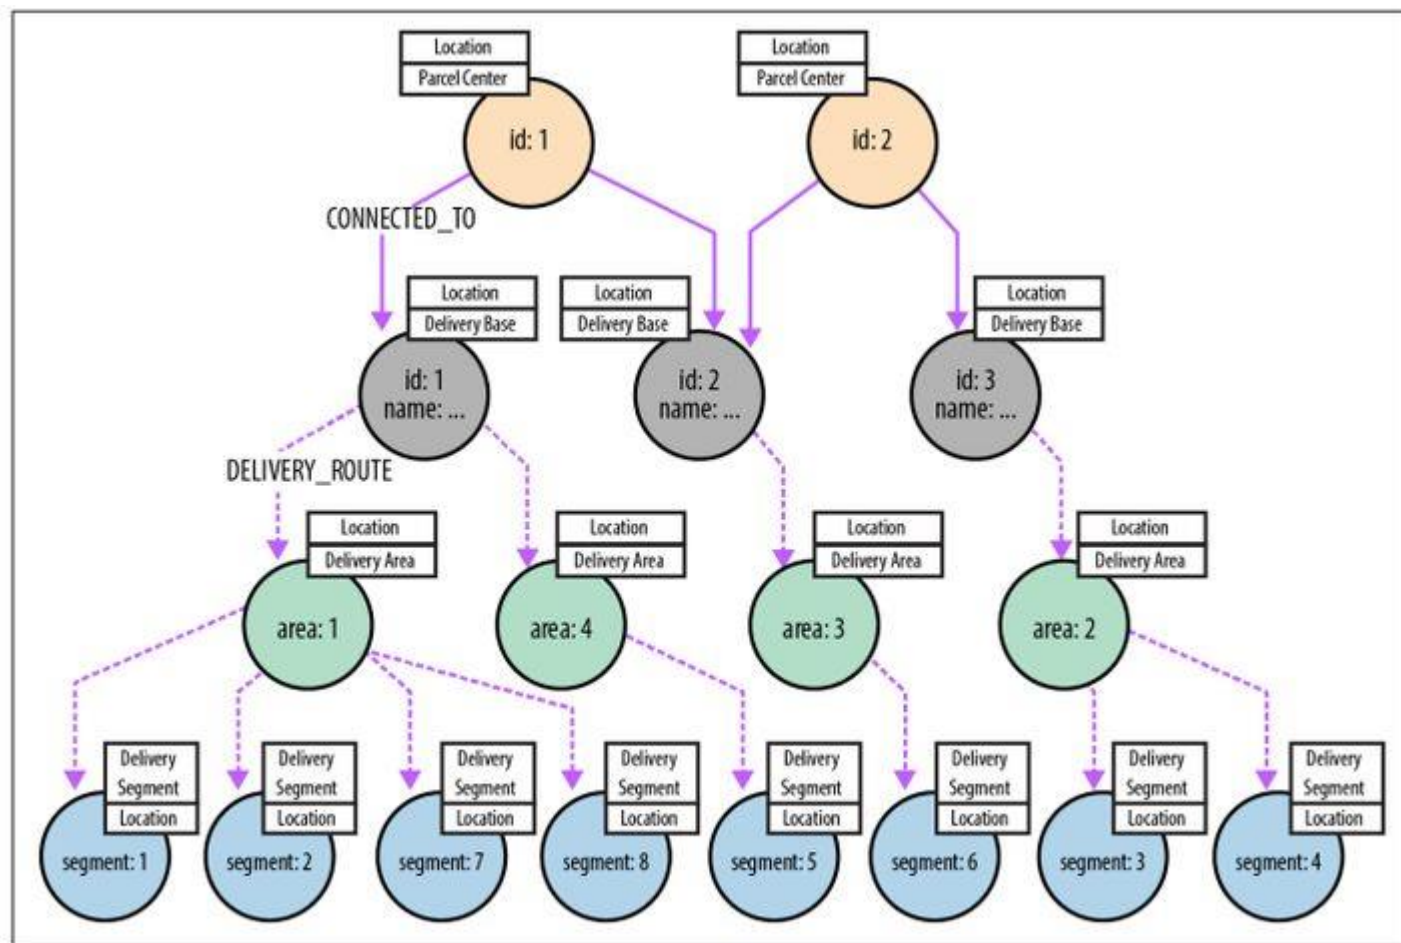 Location
Parcel Center
id: 1
Location
Parcel Center
id: 2
CONNECTED_TO
Location
Delivery Base
id: 1
name: ...
Location
Delivery Base
id: 2
name: ...
Location
Delivery Base
id: 3
name: ...
DELIVERY_ROUTE
Location
Delivery Area
area: 1
Location
Delivery Area
area: 4
Location
Delivery Area
area: 3
Location
Delivery Area
area: 2
Delivery
Segment
Location
segment: 1
Delivery
Segment
Location
segment: 2
Delivery
Segment
Location
segment: 7
Delivery
Segment
Location
segment: 8
Delivery
Segment
Location
segment: 5
Delivery
Segment
Location
segment: 6
Delivery
Segment
Location
segment: 3
Delivery
Segment
Location
segment: 4